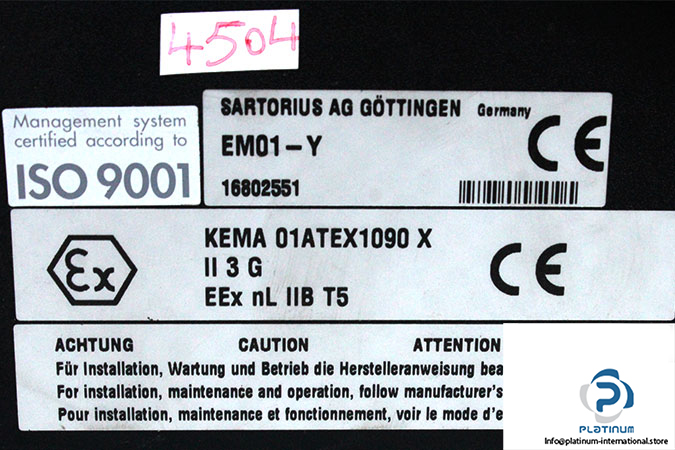 4504
Management system
certified according to
ISO 9001
SARTORIUS AG GÖTTINGEN Germany
EM01-Y
16802551
CE
Ex
KEMA 01ATEX1090 X
II 3 G
EEx nL IIB T5
CE
ACHTUNG CAUTION ATTENTION
Für Installation, Wartung und Betrieb die Herstelleranweisung bea
For installation, maintenance and operation, follow manufacturer's
Pour installation, maintenance et fonctionnement, voir le mode d'e
PLATINUM
Info@platinum-international.store